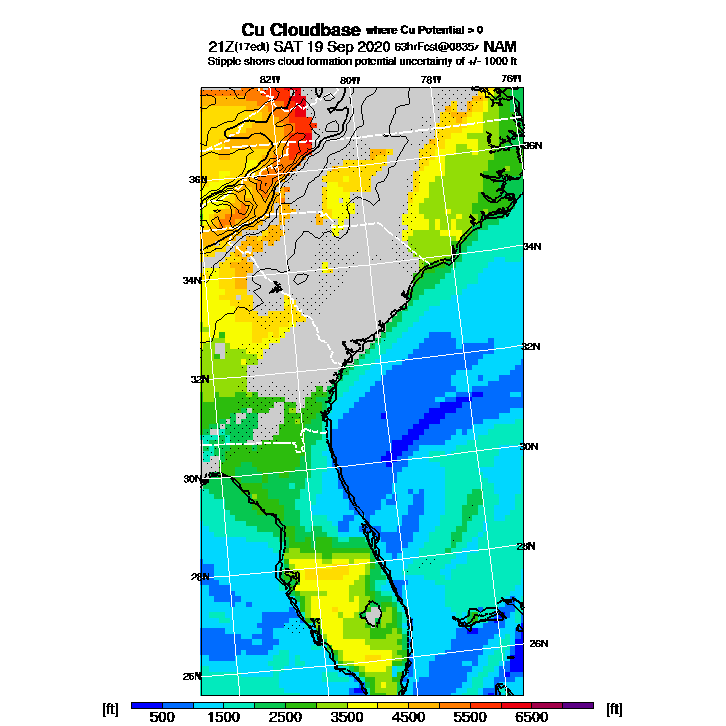 Cu Cloudbase where Cu Potential > 0
21Z(17edt) SAT 19 Sep 2020 63hrFcst@0835z NAM
Stipple shows cloud formation potential uncertainty of +/- 1000 ft
82W 80W 78W 76W
36N
36N
34N
34N
32N
32N
30N
30N
28N
28N
26N
26N
[ft] 500 1500 2500 3500 4500 5500 6500 [ft]